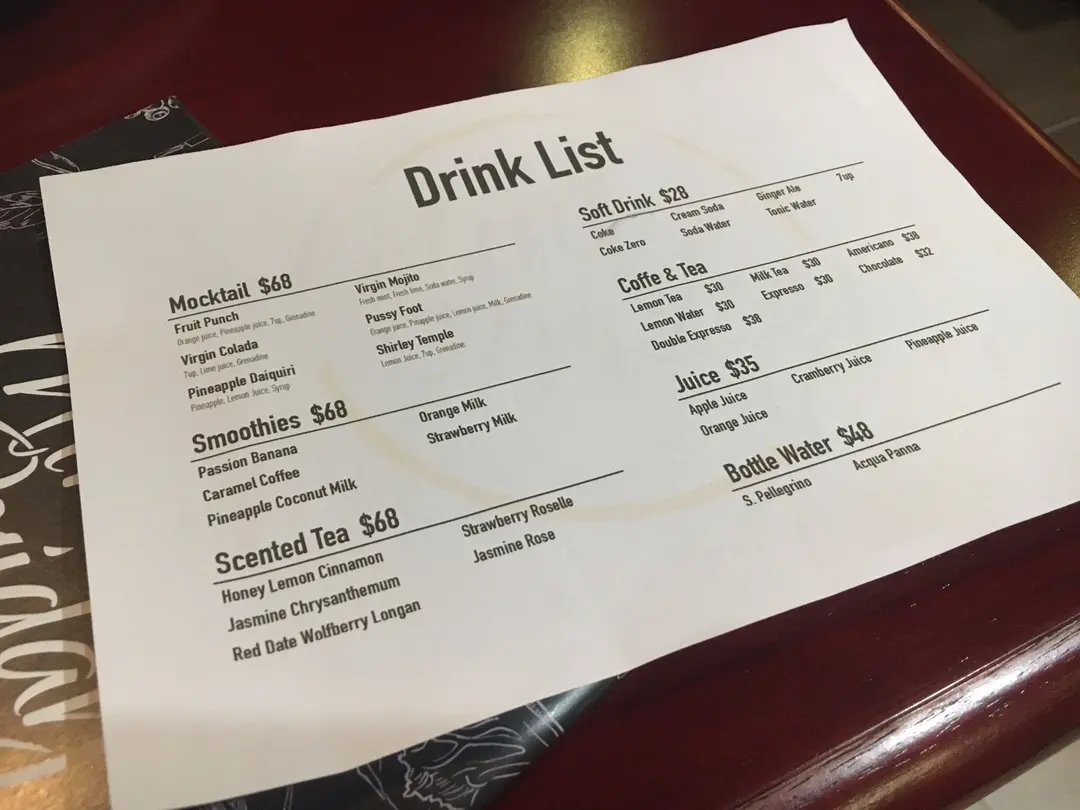 Drink List
Mocktail $68
Fruit Punch
Orange juice, Pineapple juice, 7up, Grenadine
Virgin Colada
7up, Lime juice, Grenadine
Pineapple Daiquiri
Pineapple, Lemon Juice, Syrup
Virgin Mojito
Fresh mint, Fresh lime, Soda water, Syrup
Pussy Foot
Orange juice, Pinapple juice, Lemon juice, Milk, Grenadine
Shirley Temple
Lemon Juice, 7up, Grenadine
Smoothies $68
Passion Banana
Caramel Coffee
Pineapple Coconut Milk
Orange Milk
Strawberry Milk
Scented Tea $68
Honey Lemon Cinnamon
Jasmine Chrysanthemum
Red Date Wolfberry Longan
Strawberry Roselle
Jasmine Rose
Soft Drink $28
Coke Cream Soda Ginger Ale 7up
Coke Zero Soda Water Tonic Water
Coffe & Tea
Lemon Tea $30 Milk Tea $30 Americano $38
Lemon Water $30 Expresso $30 Chocolate $32
Double Expresso $38
Juice $35
Apple Juice Cramberry Juice Pineapple Juice
Orange Juice
Bottle Water $48
S. Pellegrino Acqua Panna